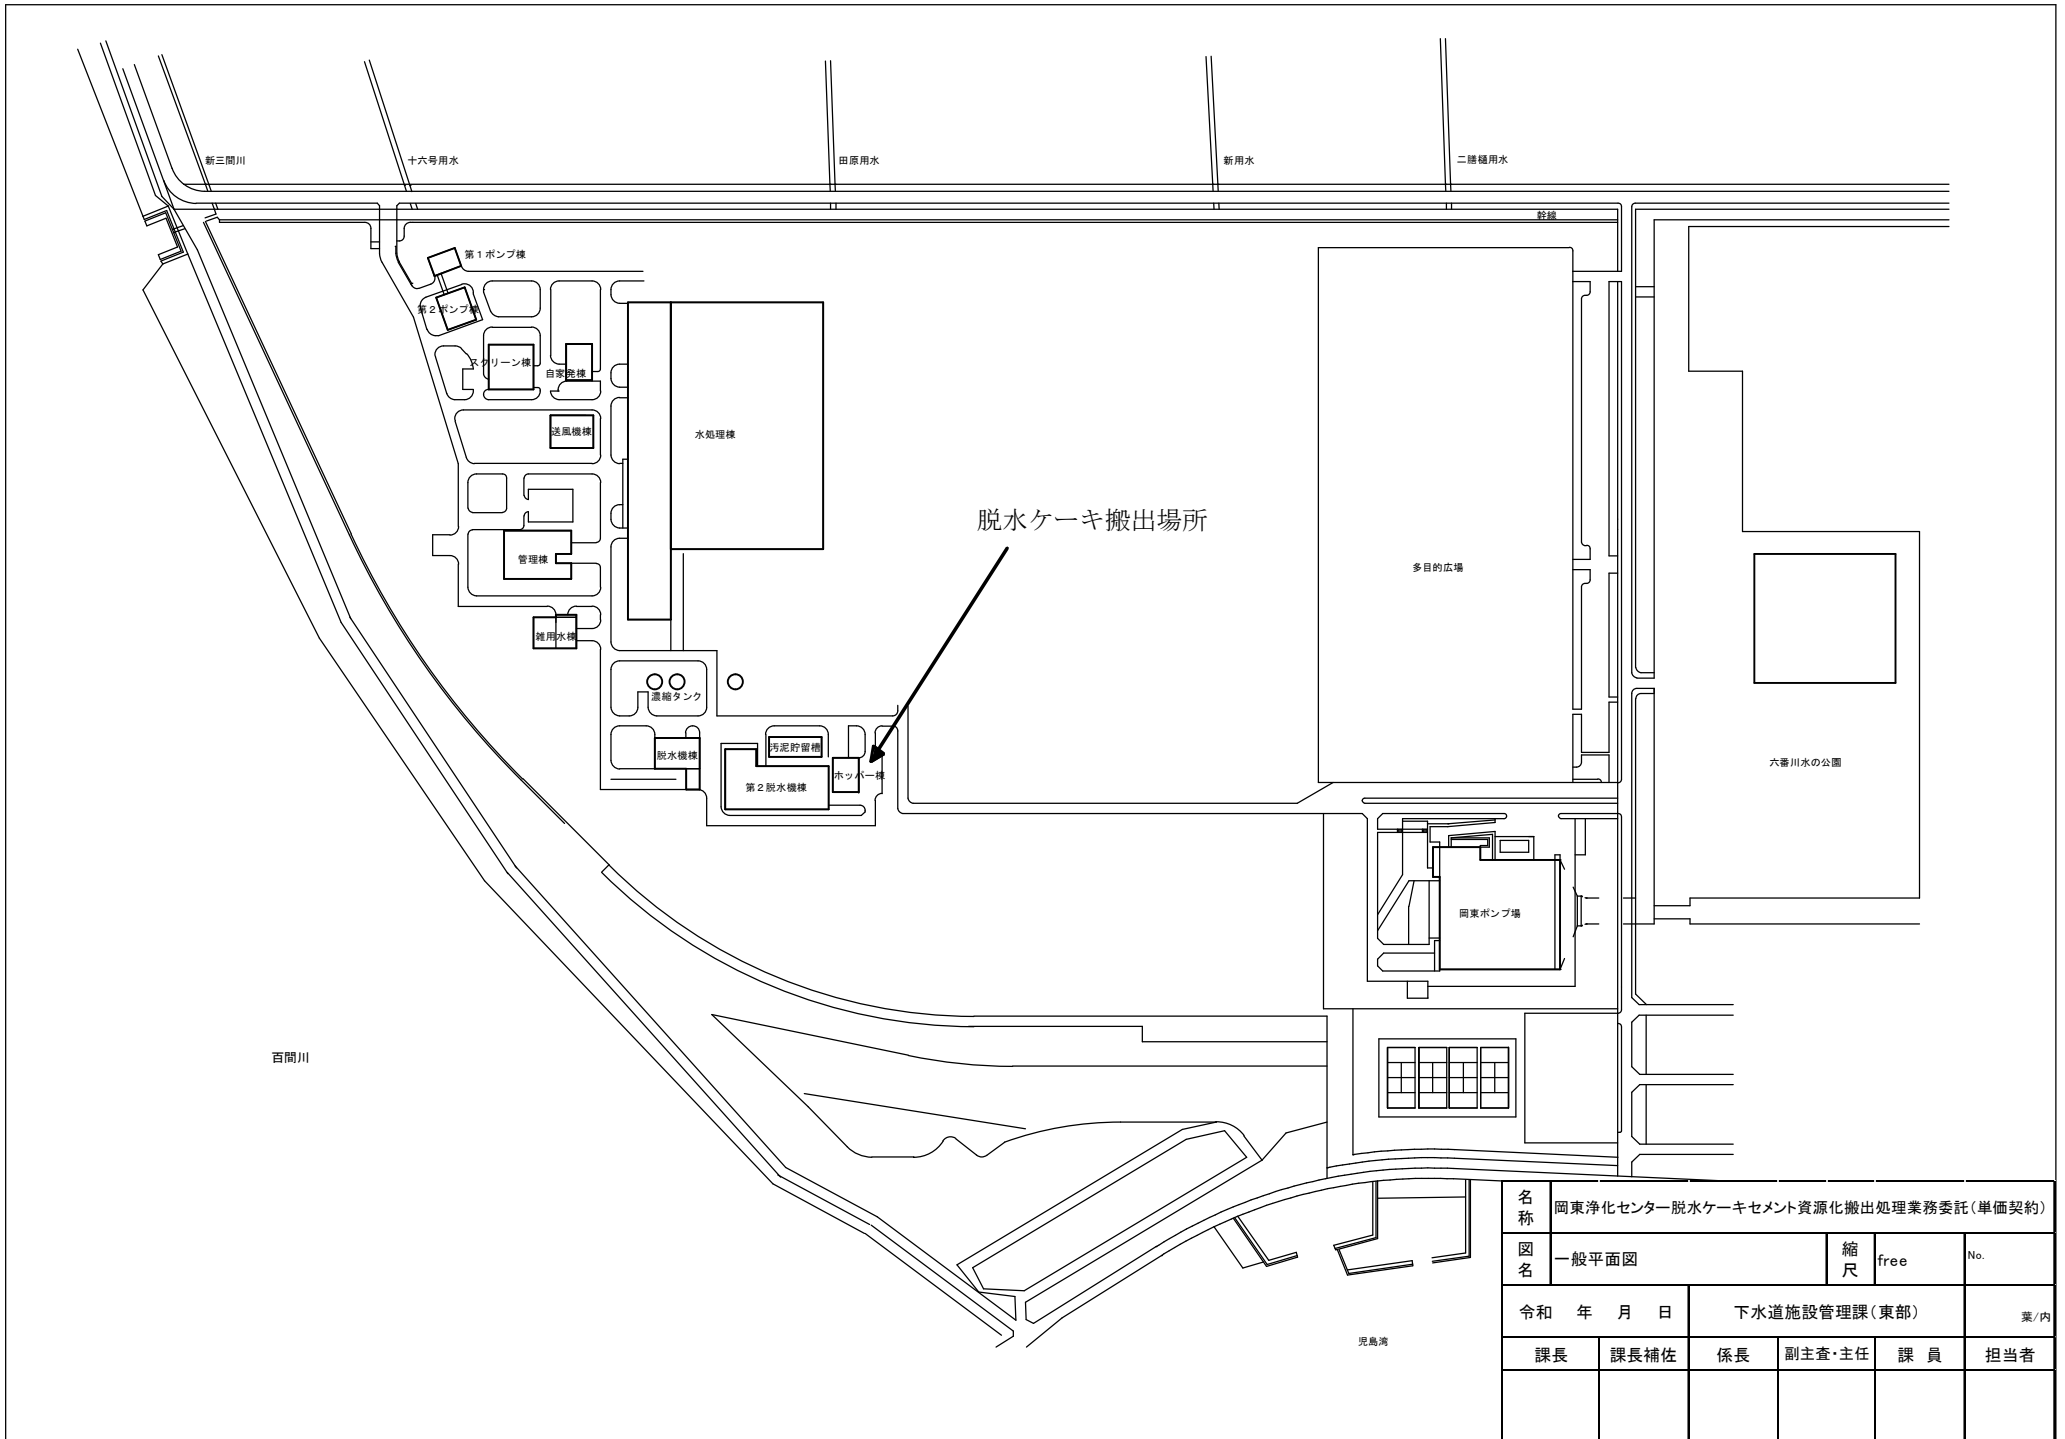 新三間川
十六号用水
田原用水
新用水
二膳樋用水
幹線
第1ポンプ棟
第2ポンプ棟
スクリーン棟
自家発棟
送風機棟
水処理棟
脱水ケーキ搬出場所
管理棟
多目的広場
雑用水棟
濃縮タンク
脱水機棟
汚泥貯留槽
ホッパー棟
第2脱水機棟
六番川水の公園
岡東ポンプ場
百間川
児島湾
名称 岡東浄化センター脱水ケーキセメント資源化搬出処理業務委託(単価契約)
図名 一般平面図 縮尺 free No.
令和 年 月 日 下水道施設管理課(東部) 葉/内
課長 課長補佐 係長 副主査・主任 課 員 担当者